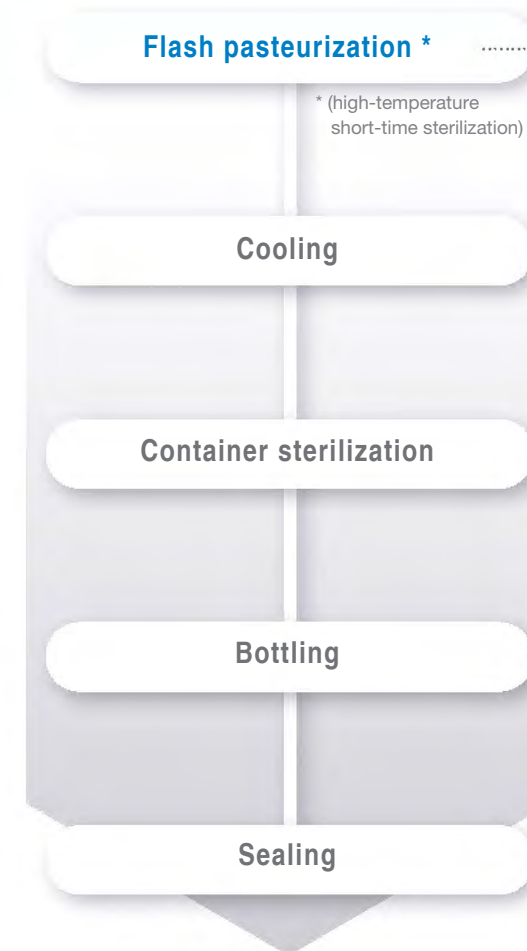 Flash pasteurization *
* (high-temperature
short-time sterilization)
Cooling
Container sterilization
Bottling
Sealing